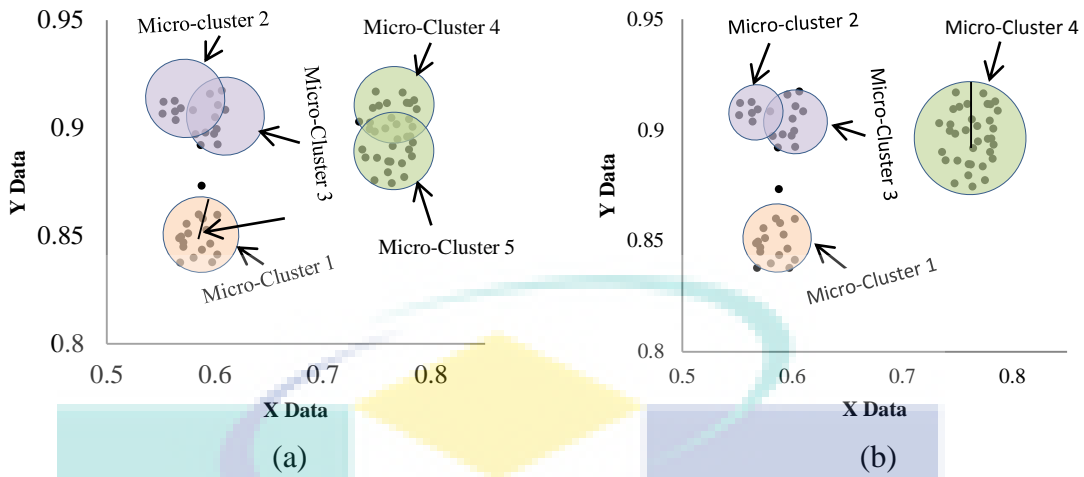 0.95
Micro-cluster 2
Micro-Cluster 4
Micro-Cluster 3
0.9
Y Data
0.85
Micro-Cluster 5
Micro-Cluster 1
0.8
0.5
0.6
0.7
0.8
X Data
(a)
0.95
Micro-cluster 2
Micro-Cluster 4
Micro-Cluster 3
0.9
Y Data
0.85
Micro-Cluster 1
0.8
0.5
0.6
0.7
0.8
X Data
(b)